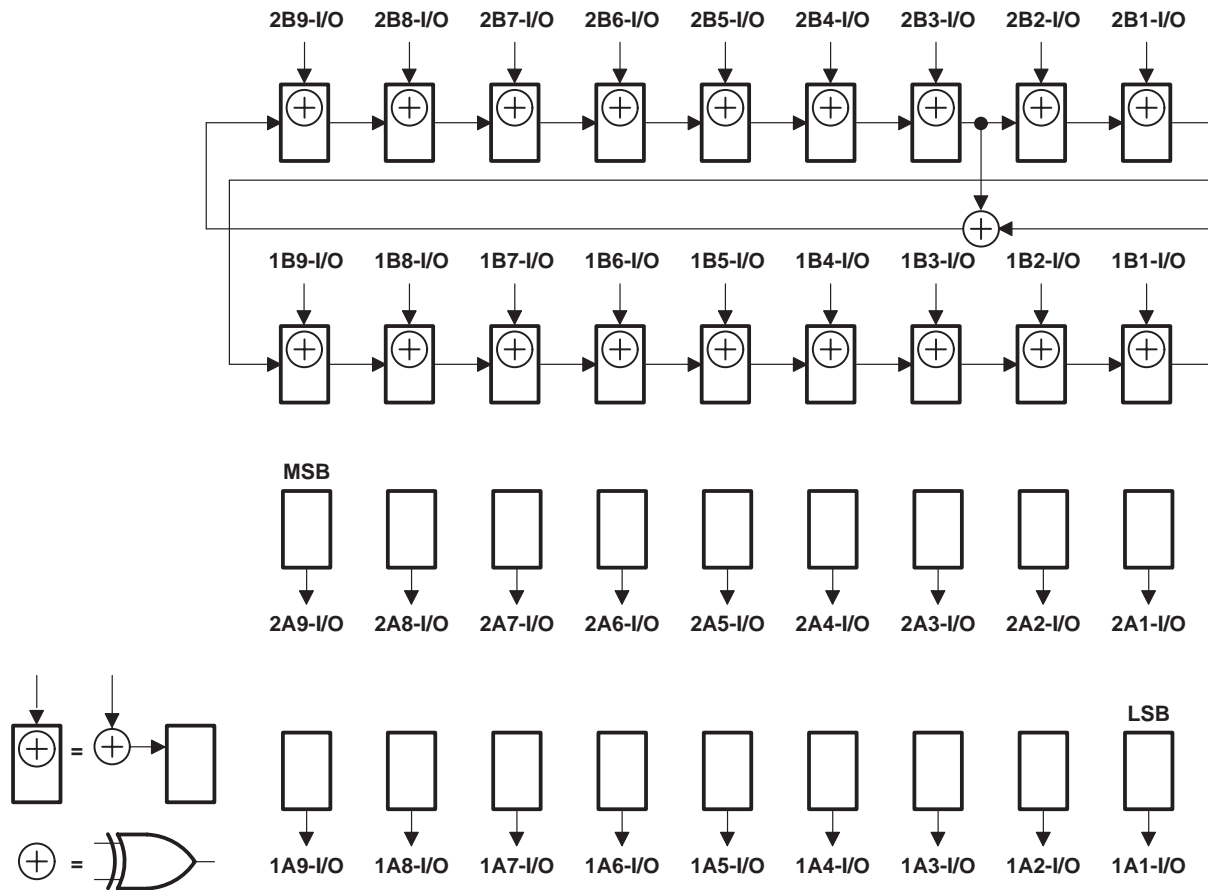 2B9-I/O 2B8-I/O 2B7-I/O 2B6-I/O 2B5-I/O 2B4-I/O 2B3-I/O 2B2-I/O 2B1-I/O
1B9-I/O 1B8-I/O 1B7-I/O 1B6-I/O 1B5-I/O 1B4-I/O 1B3-I/O 1B2-I/O 1B1-I/O
MSB
2A9-I/O 2A8-I/O 2A7-I/O 2A6-I/O 2A5-I/O 2A4-I/O 2A3-I/O 2A2-I/O 2A1-I/O
LSB
=
=
1A9-I/O 1A8-I/O 1A7-I/O 1A6-I/O 1A5-I/O 1A4-I/O 1A3-I/O 1A2-I/O 1A1-I/O